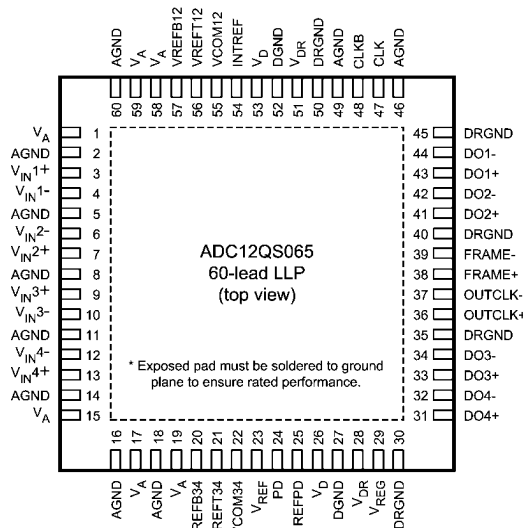 AGND
VA
VA
VREFB12
VREFT12
VCOM12
INTREF
VD
DGND
VDR
DRGND
AGND
CLKB
CLK
AGND
60 59 58 57 56 55 54 53 52 51 50 49 48 47 46
VA 1
AGND 2
VIN1+ 3
VIN1- 4
AGND 5
VIN2- 6
VIN2+ 7
AGND 8
VIN3+ 9
VIN3- 10
AGND 11
VIN4- 12
VIN4+ 13
AGND 14
VA 15
ADC12QS065
60-lead LLP
(top view)
* Exposed pad must be soldered to ground
plane to ensure rated performance.
45 DRGND
44 DO1-
43 DO1+
42 DO2-
41 DO2+
40 DRGND
39 FRAME-
38 FRAME+
37 OUTCLK-
36 OUTCLK+
35 DRGND
34 DO3-
33 DO3+
32 DO4-
31 DO4+
16 17 18 19 20 21 22 23 24 25 26 27 28 29 30
AGND
VA
AGND
VA
REFB34
REFT34
COM34
VREF
PD
REFPD
VD
DGND
VDR
VREG
DRGND